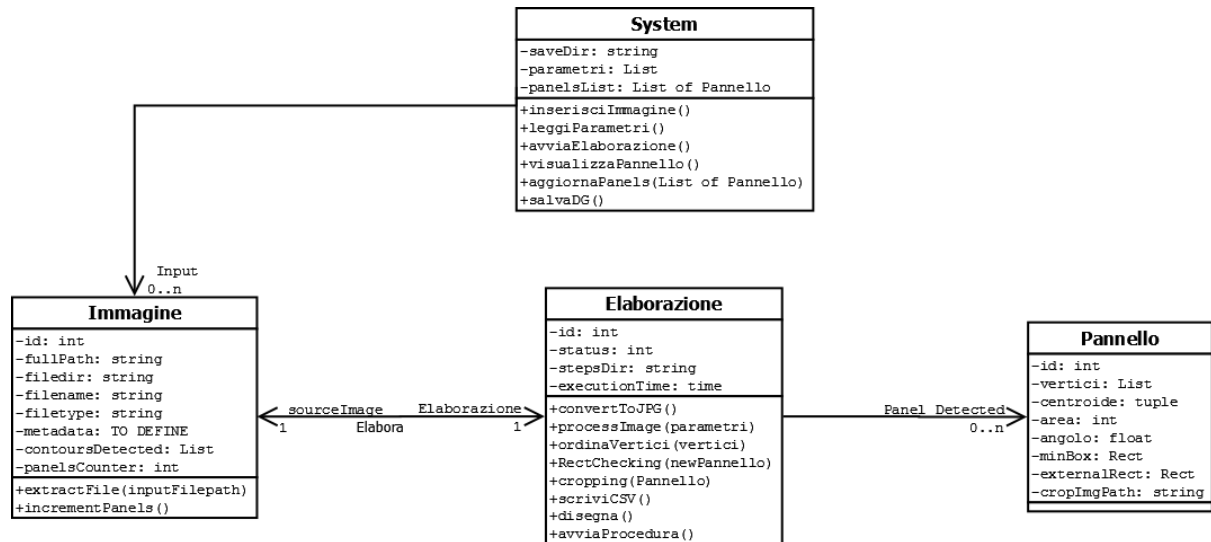 System
-saveDir: string
-parametri: List
-panelsList: List of Pannello
+inserisciImmagine()
+leggiParametri()
+avviaElaborazione()
+visualizzaPannello()
+aggiornaPanels(List of Pannello)
+salvaDG()
Input
0..n
Immagine
-id: int
-fullPath: string
-filedir: string
-filename: string
-filetype: string
-metadata: TO DEFINE
-contoursDetected: List
-panelsCounter: int
+extractFile(inputFilepath)
+incrementPanels()
sourceImage
Elaborazione
1
Elabora
1
Elaborazione
-id: int
-status: int
-stepsDir: string
-executionTime: time
+convertToJPG()
+processImage(parametri)
+ordinaVertici(vertici)
+RectChecking(newPannello)
+cropping(Pannello)
+scriviCSV()
+disegna()
+avviaProcedura()
Panel Detected
0..n
Pannello
-id: int
-vertici: List
-centroide: tuple
-area: int
-angolo: float
-minBox: Rect
-externalRect: Rect
-cropImgPath: string